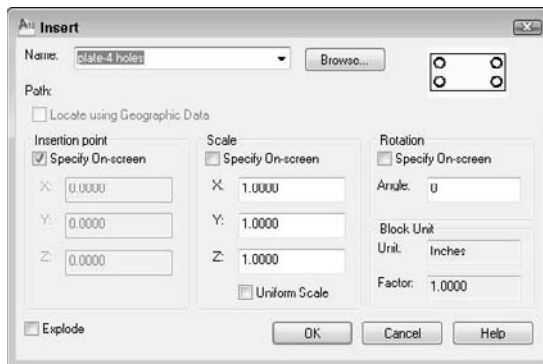 Insert
Name: plate-4 holes Browse...
Path:
Locate using Geographic Data
Insertion point
Specify On-screen
X: 0.0000
Y: 0.0000
Z: 0.0000
Scale
Specify On-screen
X: 1.0000
Y: 1.0000
Z: 1.0000
Uniform Scale
Rotation
Specify On-screen
Angle: 0
Block Unit
Unit: Inches
Factor: 1.0000
Explode
OK Cancel Help